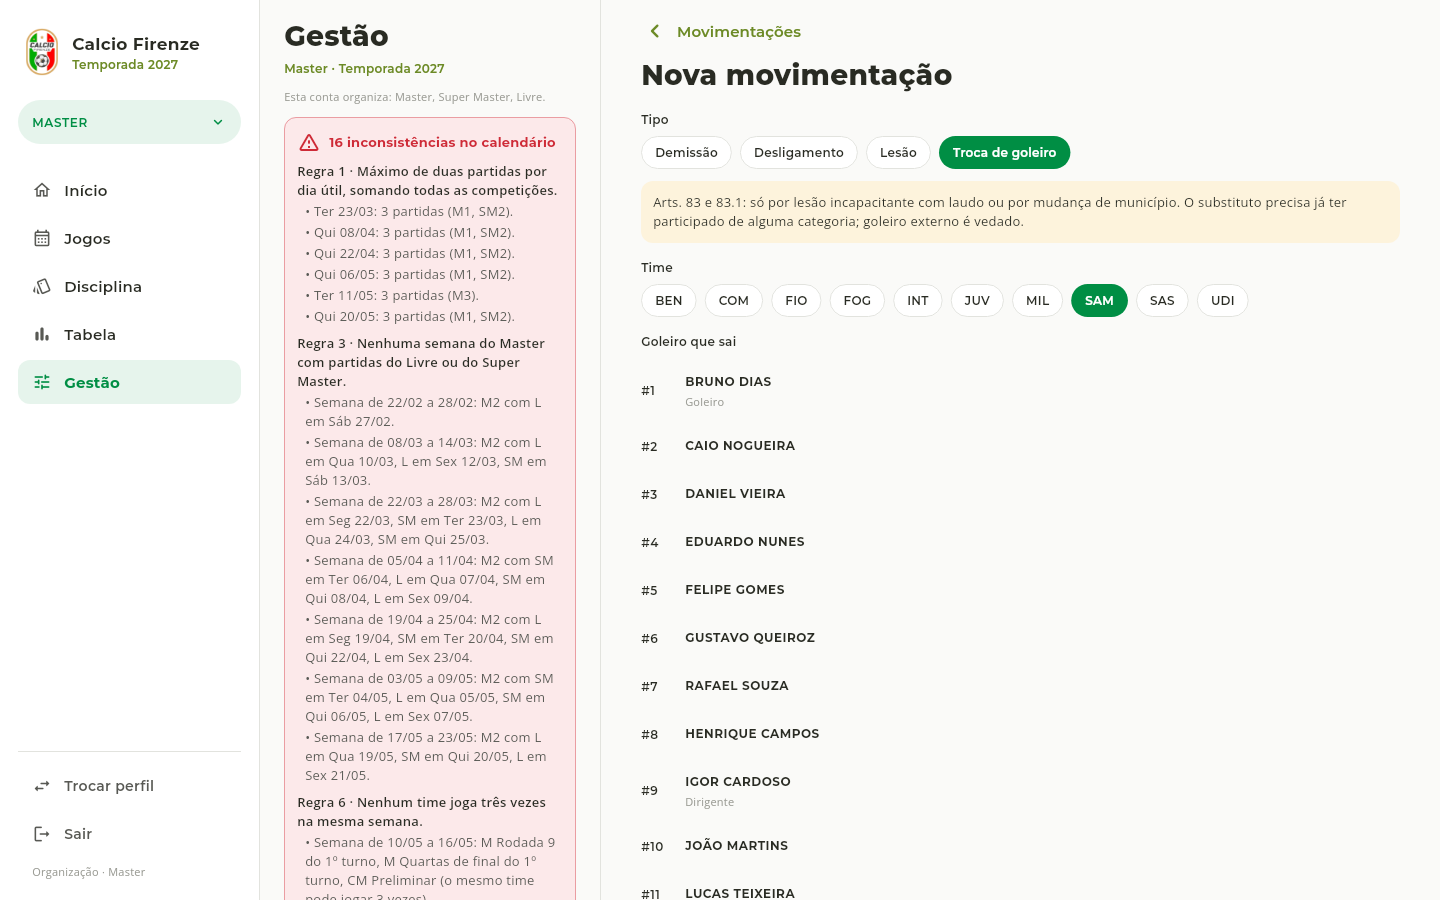 CALCIO
Calcio Firenze
Temporada 2027
MASTER
Início
Jogos
Disciplina
Tabela
Gestão
Trocar perfil
Sair
Organização · Master
Gestão
Master · Temporada 2027
Esta conta organiza: Master, Super Master, Livre.
16 inconsistências no calendário
Regra 1 · Máximo de duas partidas por
dia útil, somando todas as competições.
• Ter 23/03: 3 partidas (M1, SM2).
• Qui 08/04: 3 partidas (M1, SM2).
• Qui 22/04: 3 partidas (M1, SM2).
• Qui 06/05: 3 partidas (M1, SM2).
• Ter 11/05: 3 partidas (M3).
• Qui 20/05: 3 partidas (M1, SM2).
Regra 3 · Nenhuma semana do Master
com partidas do Livre ou do Super
Master.
• Semana de 22/02 a 28/02: M2 com L
em Sáb 27/02.
• Semana de 08/03 a 14/03: M2 com L
em Qua 10/03, L em Sex 12/03, SM em
Sáb 13/03.
• Semana de 22/03 a 28/03: M2 com L
em Seg 22/03, SM em Ter 23/03, L em
Qua 24/03, SM em Qui 25/03.
• Semana de 05/04 a 11/04: M2 com SM
em Ter 06/04, L em Qua 07/04, SM em
Qui 08/04, L em Sex 09/04.
• Semana de 19/04 a 25/04: M2 com L
em Seg 19/04, SM em Ter 20/04, SM em
Qui 22/04, L em Sex 23/04.
• Semana de 03/05 a 09/05: M2 com SM
em Ter 04/05, L em Qua 05/05, SM em
Qui 06/05, L em Sex 07/05.
• Semana de 17/05 a 23/05: M2 com L
em Qua 19/05, SM em Qui 20/05, L em
Sex 21/05.
Regra 6 · Nenhum time joga três vezes
na mesma semana.
• Semana de 10/05 a 16/05: M Rodada 9
do 1º turno, M Quartas de final do 1º
turno, CM Preliminar (o mesmo time
pode jogar 3 vezes)
Movimentações
Nova movimentação
Tipo
Demissão
Desligamento
Lesão
Troca de goleiro
Arts. 83 e 83.1: só por lesão incapacitante com laudo ou por mudança de município. O substituto precisa já ter
participado de alguma categoria; goleiro externo é vedado.
Time
BEN
COM
FIO
FOG
INT
JUV
MIL
SAM
SAS
UDI
Goleiro que sai
#1 BRUNO DIAS
Goleiro
#2 CAIO NOGUEIRA
#3 DANIEL VIEIRA
#4 EDUARDO NUNES
#5 FELIPE GOMES
#6 GUSTAVO QUEIROZ
#7 RAFAEL SOUZA
#8 HENRIQUE CAMPOS
#9 IGOR CARDOSO
Dirigente
#10 JOÃO MARTINS
#11 LUCAS TEIXEIRA